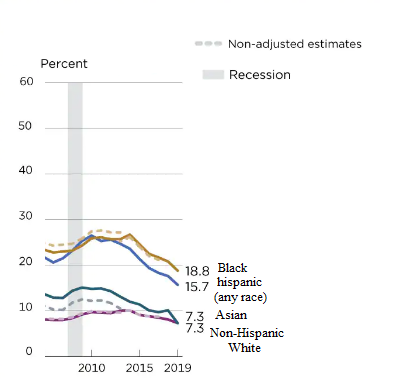 Non-adjusted estimates
Percent
Recession
60
50
40
30
20
10
0
18.8 Black
15.7 hispanic
(any race)
7.3 Asian
7.3 Non-Hispanic
White
2010 2015 2019